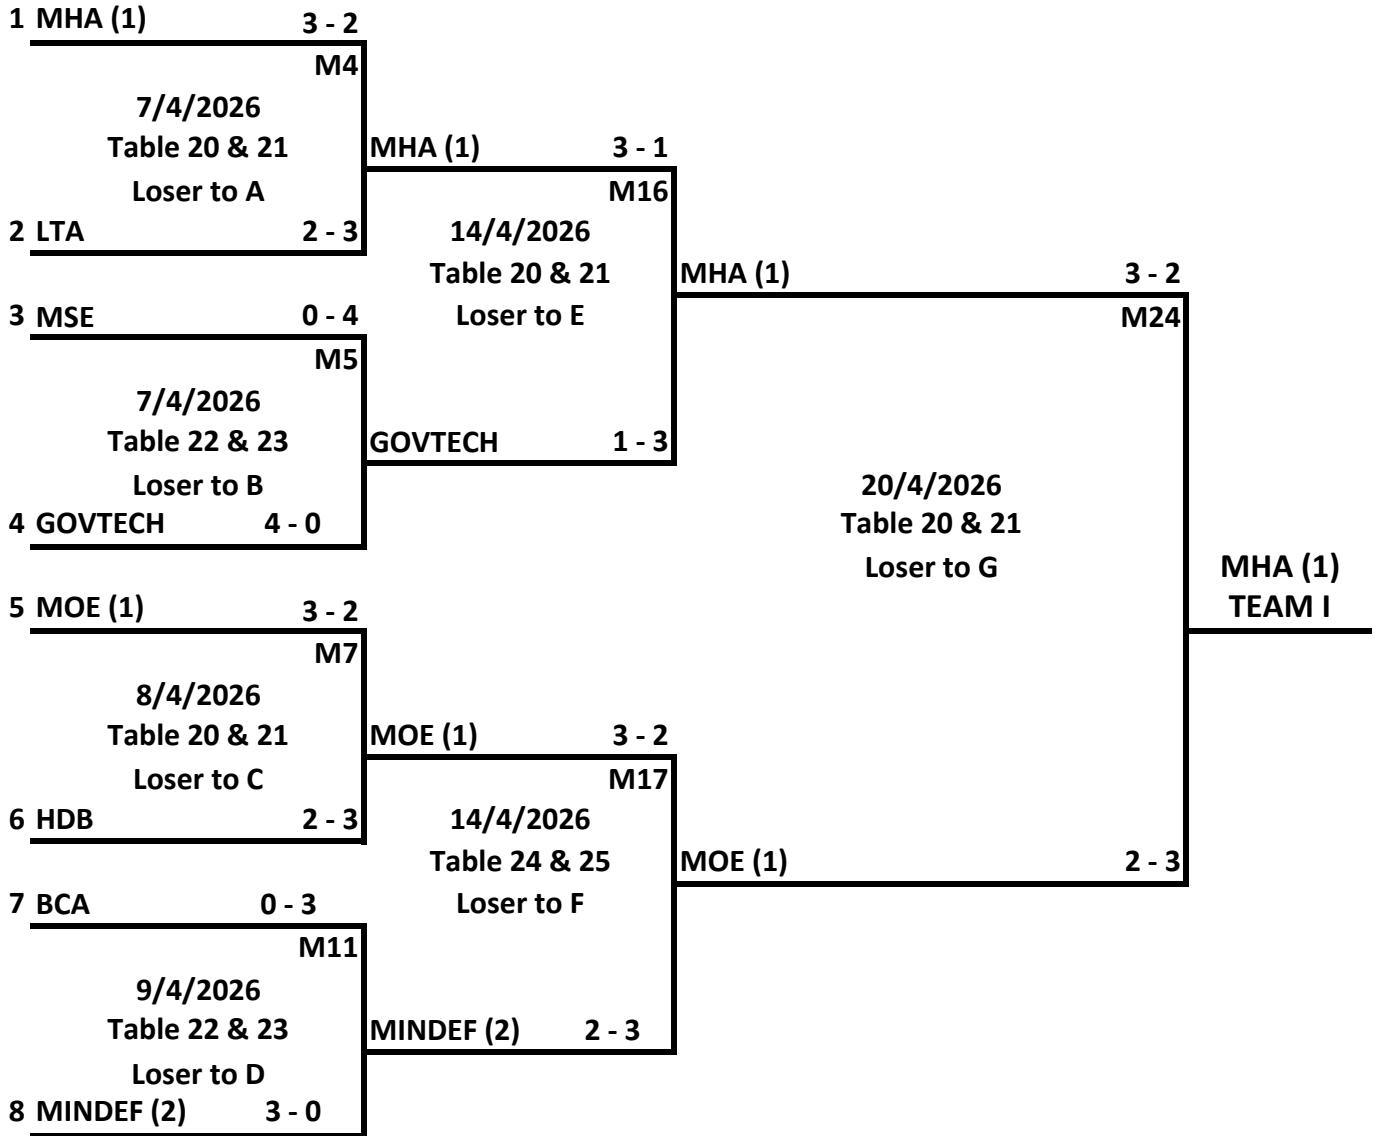 1 MHA (1) 3 - 2
M4
7/4/2026
Table 20 & 21
Loser to A
2 LTA 2 - 3
3 MSE 0 - 4
M5
7/4/2026
Table 22 & 23
Loser to B
4 GOVTECH 4 - 0
5 MOE (1) 3 - 2
M7
8/4/2026
Table 20 & 21
Loser to C
6 HDB 2 - 3
7 BCA 0 - 3
M11
9/4/2026
Table 22 & 23
Loser to D
8 MINDEF (2) 3 - 0
MHA (1) 3 - 1
M16
14/4/2026
Table 20 & 21
Loser to E
GOVTECH 1 - 3
MOE (1) 3 - 2
M17
14/4/2026
Table 24 & 25
Loser to F
MINDEF (2) 2 - 3
MHA (1) 3 - 2
M24
20/4/2026
Table 20 & 21
Loser to G
MOE (1) 2 - 3
MHA (1)
TEAM I